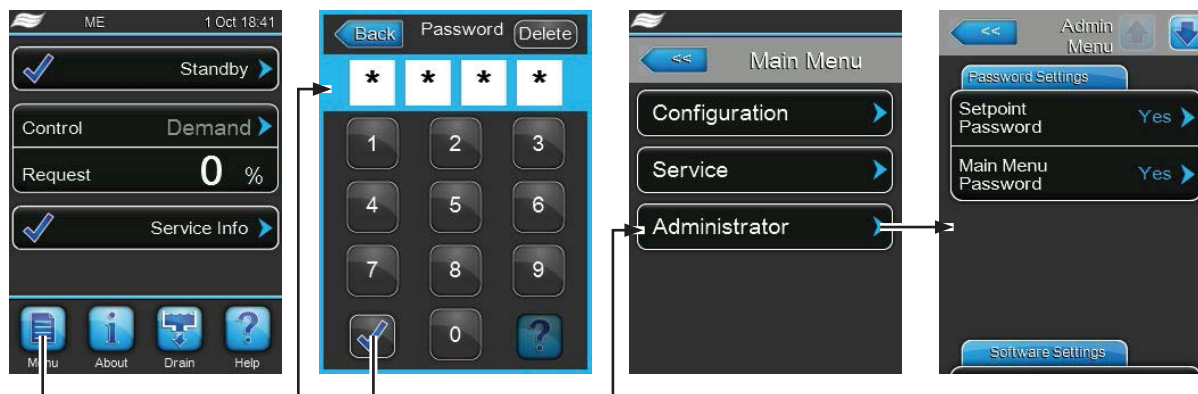 ME 1 Oct 18:41
Standby
Control Demand
Request 0 %
Service Info
Menu About Drain Help
Back Password Delete
* * * *
1 2 3
4 5 6
7 8 9
0 ?
<< Main Menu
Configuration
Service
Administrator
<< Admin
Menu
Password Settings
Setpoint
Password Yes
Main Menu
Password Yes
Software Settings